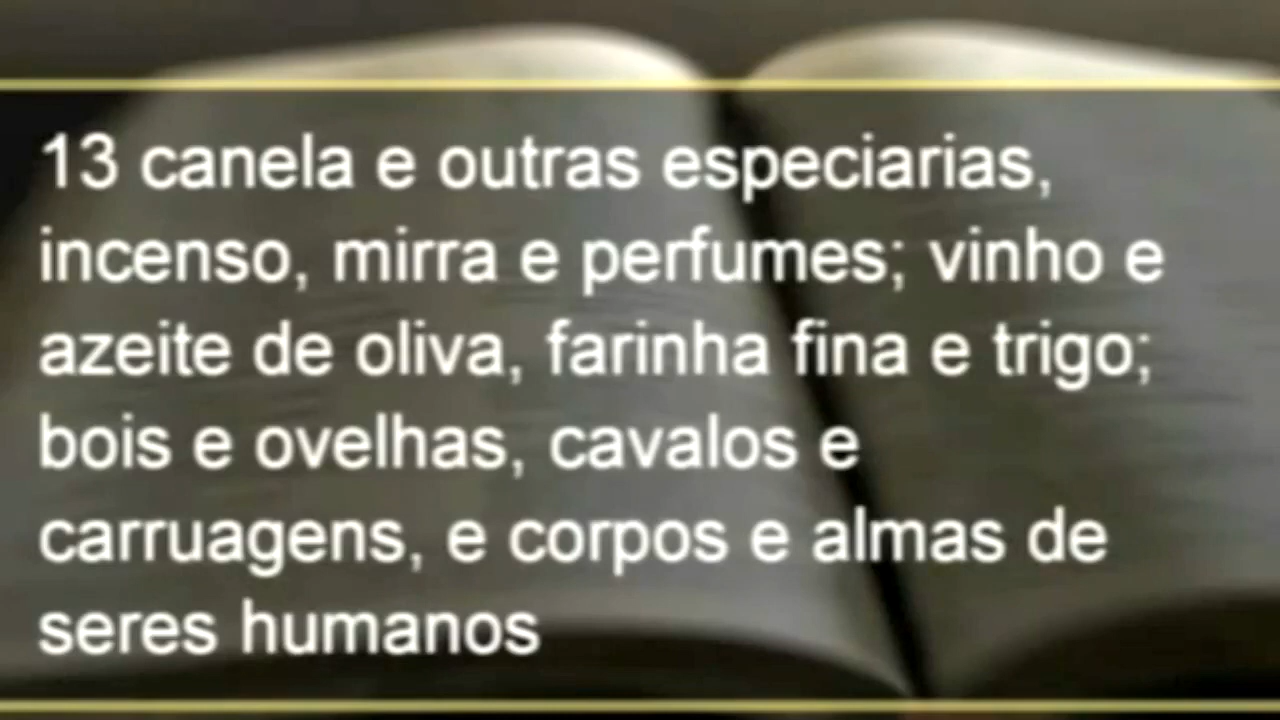 13 canela e outras especiarias,
incenso, mirra e perfumes; vinho e
azeite de oliva, farinha fina e trigo;
bois e ovelhas, cavalos e
carruagens, e corpos e almas de
seres humanos